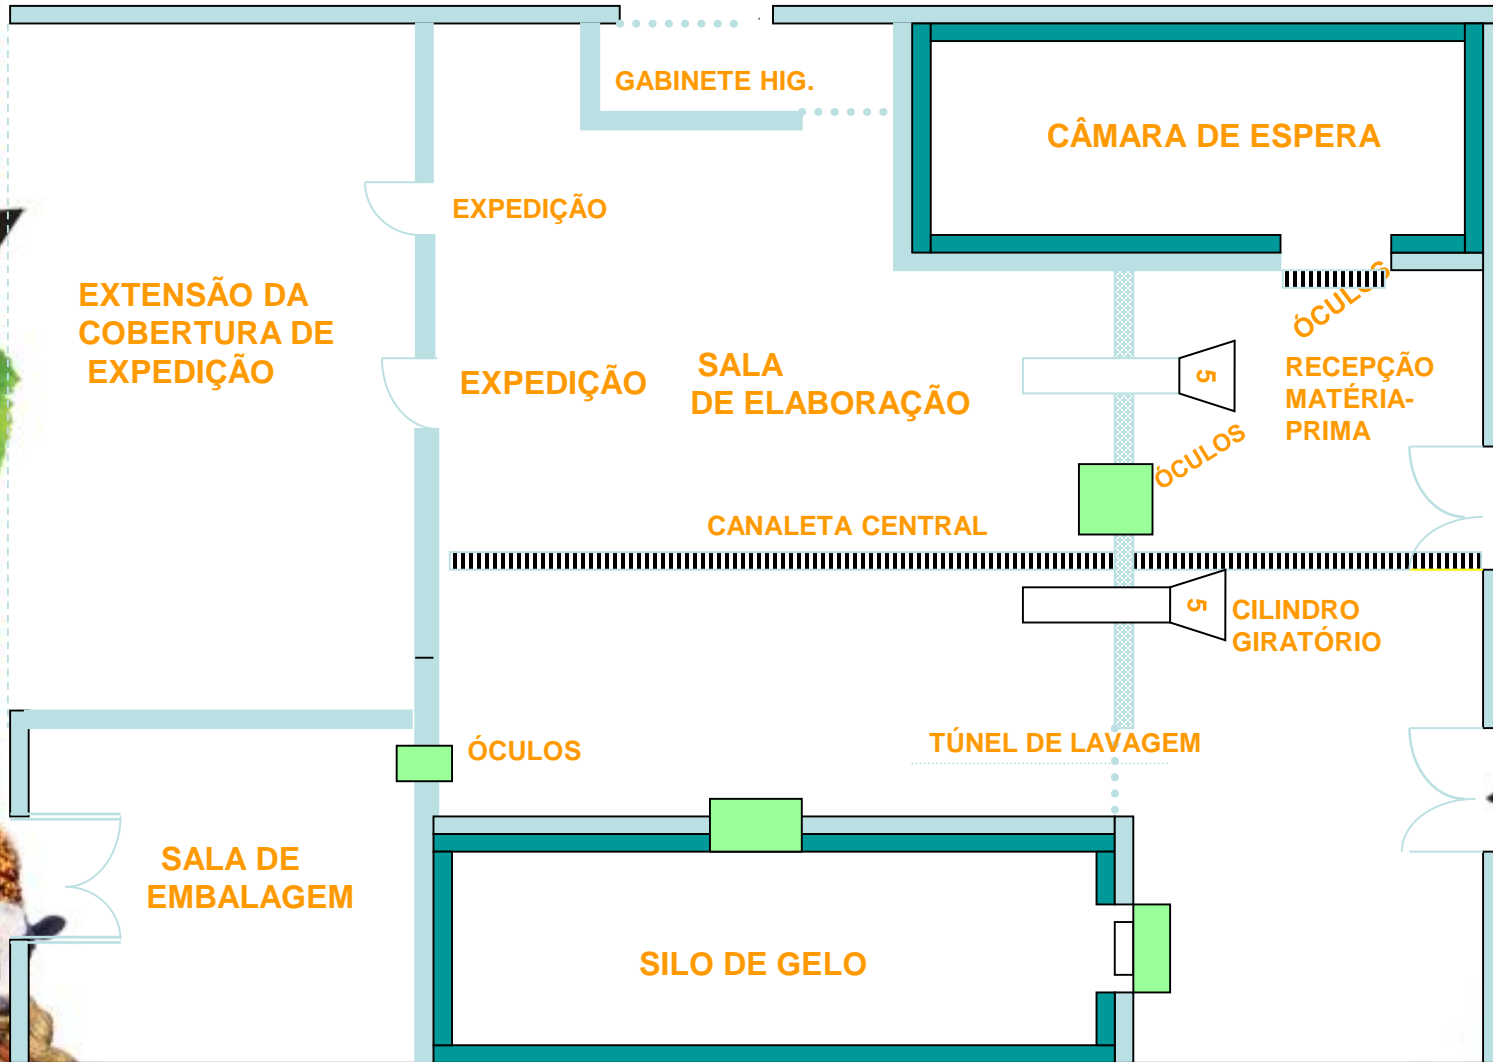 GABINETE HIG.
CÂMARA DE ESPERA
EXPEDIÇÃO
EXTENSÃO DA
COBERTURA DE
EXPEDIÇÃO
EXPEDIÇÃO
SALA
DE ELABORAÇÃO
5
ÓCULOS
RECEPÇÃO
MATÉRIA-
PRIMA
ÓCULOS
CANALETA CENTRAL
5
CILINDRO
GIRATÓRIO
ÓCULOS
TÚNEL DE LAVAGEM
SALA DE
EMBALAGEM
SILO DE GELO